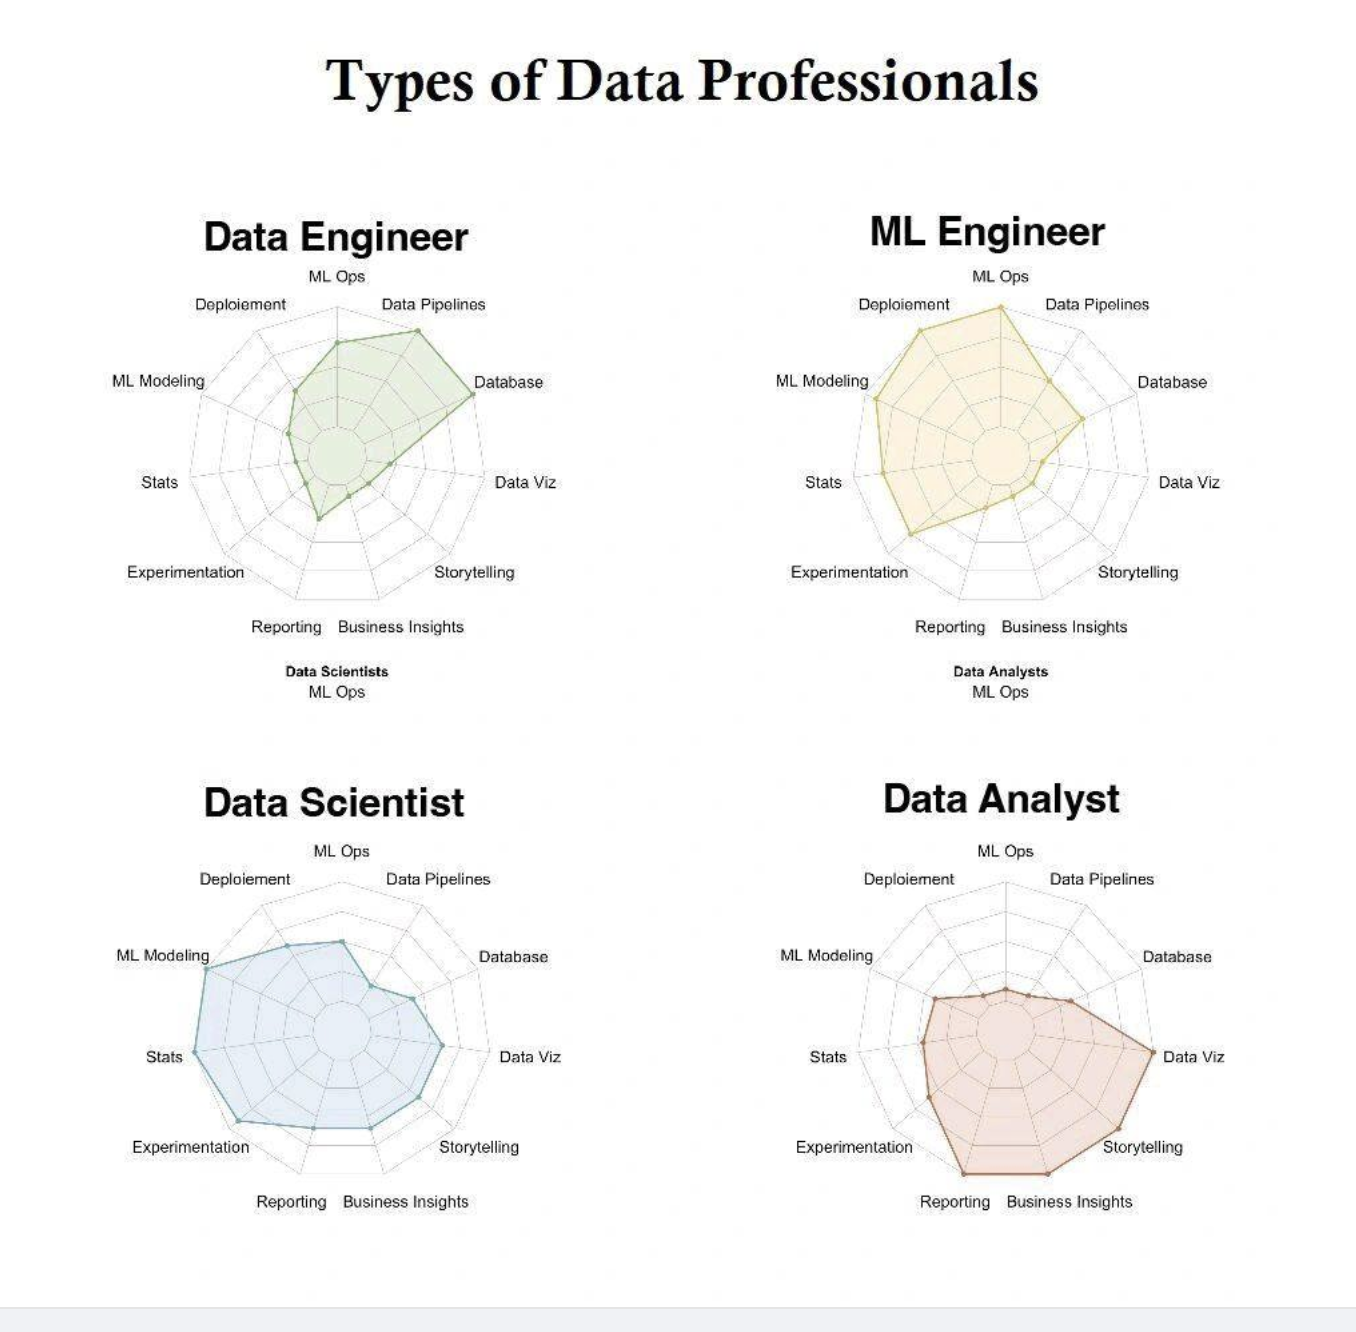 Types of Data Professionals
Data Engineer
ML Ops
Deploiement
Data Pipelines
ML Modeling
Database
Stats
Data Viz
Experimentation
Storytelling
Reporting
Business Insights
Data Scientists
ML Ops
ML Engineer
ML Ops
Deploiement
Data Pipelines
ML Modeling
Database
Stats
Data Viz
Experimentation
Storytelling
Reporting
Business Insights
Data Analysts
ML Ops
Data Scientist
ML Ops
Deploiement
Data Pipelines
ML Modeling
Database
Stats
Data Viz
Experimentation
Storytelling
Reporting
Business Insights
Data Analyst
ML Ops
Deploiement
Data Pipelines
ML Modeling
Database
Stats
Data Viz
Experimentation
Storytelling
Reporting
Business Insights